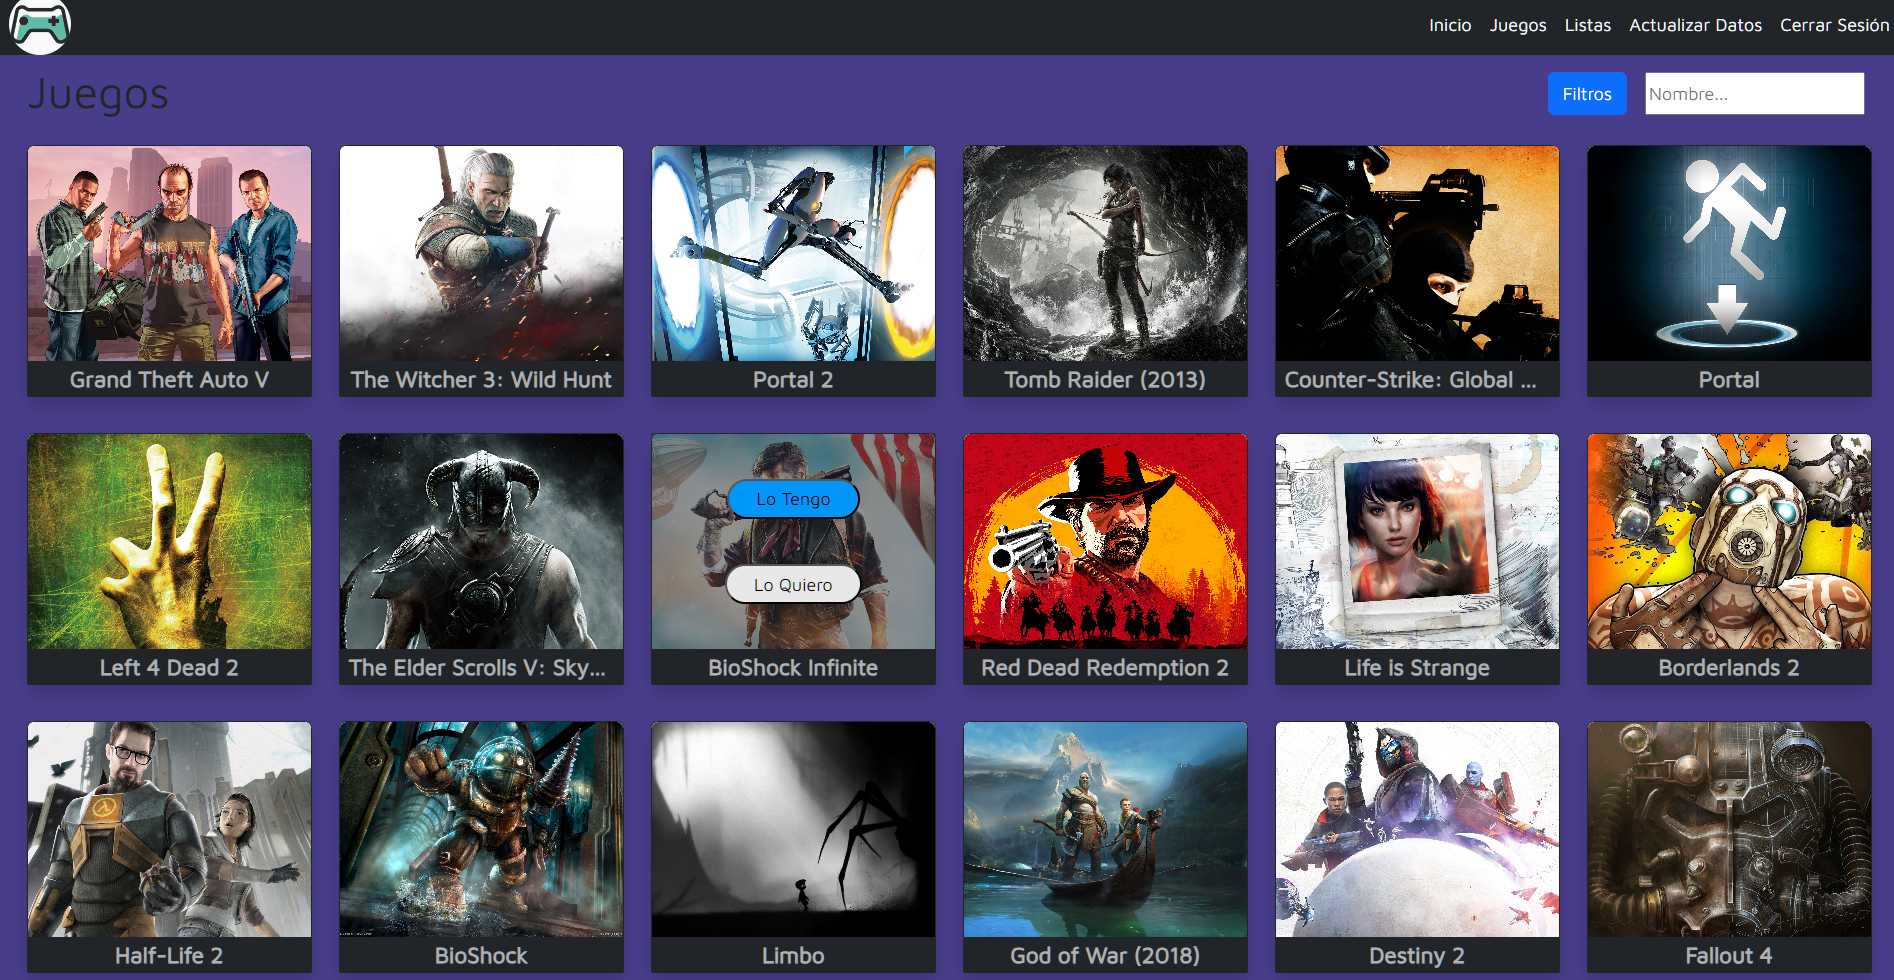 Inicio Juegos Listas Actualizar Datos Cerrar Sesión
Juegos
Filtros
Nombre...
Grand Theft Auto V
The Witcher 3: Wild Hunt
Portal 2
Tomb Raider (2013)
Counter-Strike: Global ...
Portal
Lo Tengo
Lo Quiero
Left 4 Dead 2
The Elder Scrolls V: Sky...
BioShock Infinite
Red Dead Redemption 2
Life is Strange
Borderlands 2
Half-Life 2
BioShock
Limbo
God of War (2018)
Destiny 2
Fallout 4